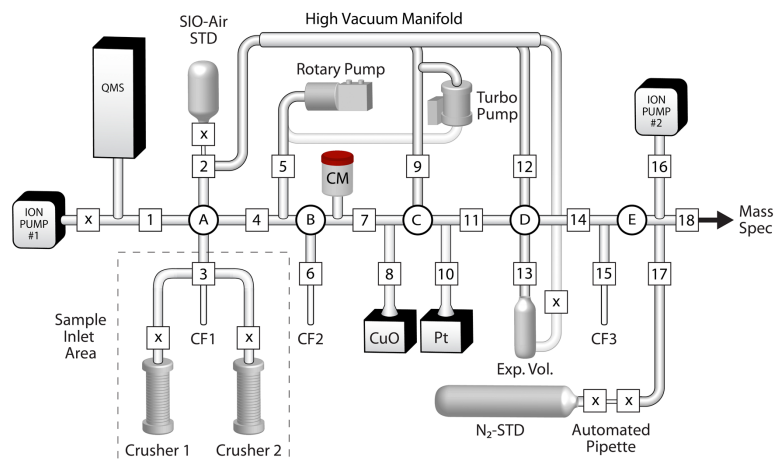 High Vacuum Manifold
SIO-Air
STD
Rotary Pump
QMS
Turbo
Pump
ION
PUMP
#2
x
2
5
CM
9
12
16
ION
PUMP
#1
x
1
A
4
B
7
C
11
D
14
E
18
Mass
Spec
3
6
8
10
13
x
15
17
Sample
Inlet
Area
x
x
CF1
CF2
CuO
Pt
Exp. Vol.
CF3
x
x
N₂-STD
Automated
Pipette
Crusher 1
Crusher 2